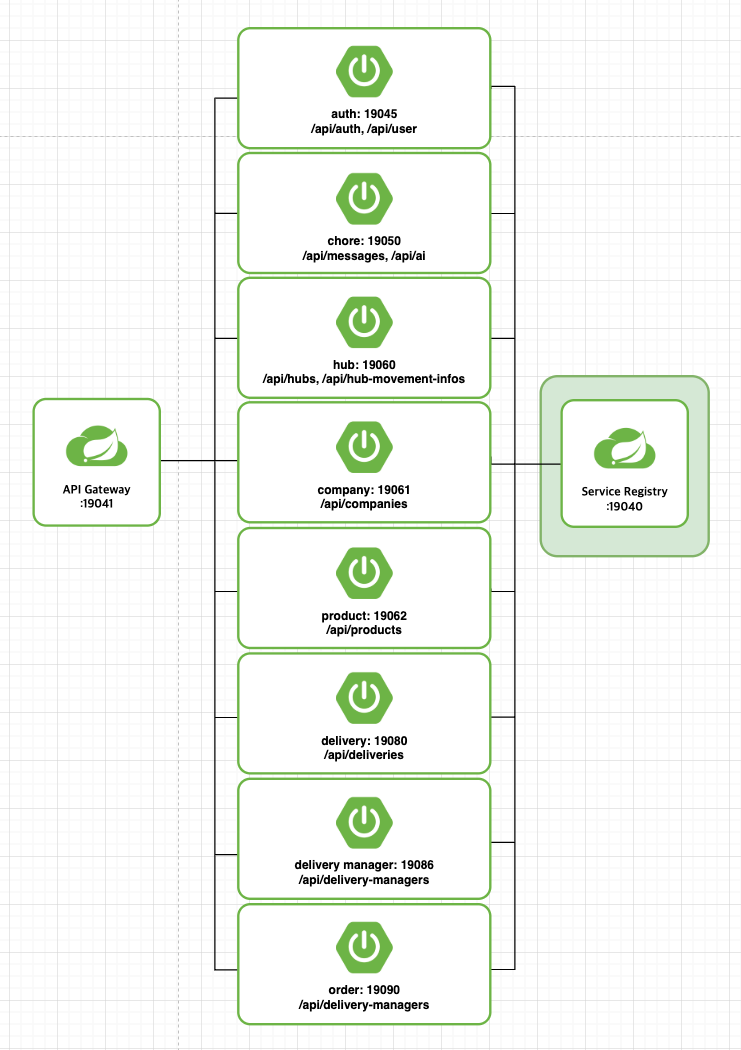 auth: 19045
/api/auth, /api/user
chore: 19050
/api/messages, /api/ai
hub: 19060
/api/hubs, /api/hub-movement-infos
API Gateway
:19041
company: 19061
/api/companies
Service Registry
:19040
product: 19062
/api/products
delivery: 19080
/api/deliveries
delivery manager: 19086
/api/delivery-managers
order: 19090
/api/delivery-managers